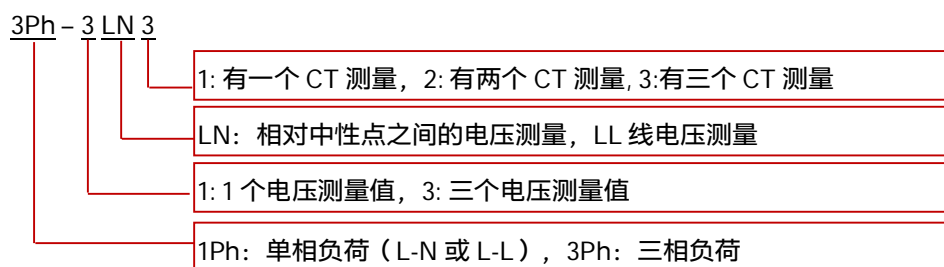 3Ph – 3 LN 3
1: 有一个 CT 测量，2: 有两个 CT 测量, 3:有三个 CT 测量
LN：相对中性点之间的电压测量，LL 线电压测量
1: 1 个电压测量值，3: 三个电压测量值
1Ph：单相负荷（L-N 或 L-L），3Ph：三相负荷